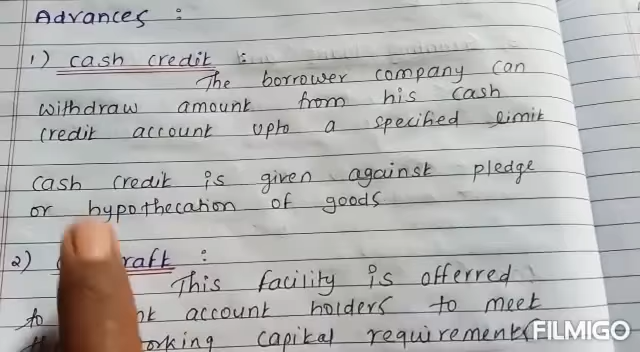 Advances :
1) cash credit :
The borrower company can
withdraw amount from his cash
credit account upto a specified limit
cash credit is given against pledge
or hypothecation of goods
2) raft :
This facility is offerred
to account holders to meet
orking capital requirements
FILMIGO